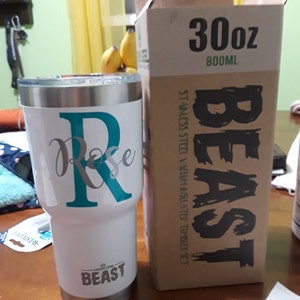 30oz
800ML
BEAST
STAINLESS STEEL & VACUUM INSULATED TUMBLER SET
R
Rose
BEAST